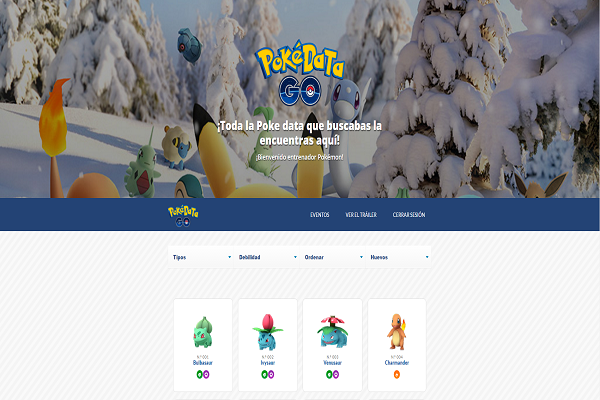 PokéData
GO
¡Toda la Poke data que buscabas la
encuentras aquí!
¡Bienvenido entrenador Pokémon!
PokéData
GO
EVENTOS VER EL TRÁILER CERRAR SESIÓN
Tipos Debilidad Ordenar Nuevos
N.º 001 N.º 002 N.º 003 N.º 004
Bulbasaur Ivysaur Venusaur Charmander